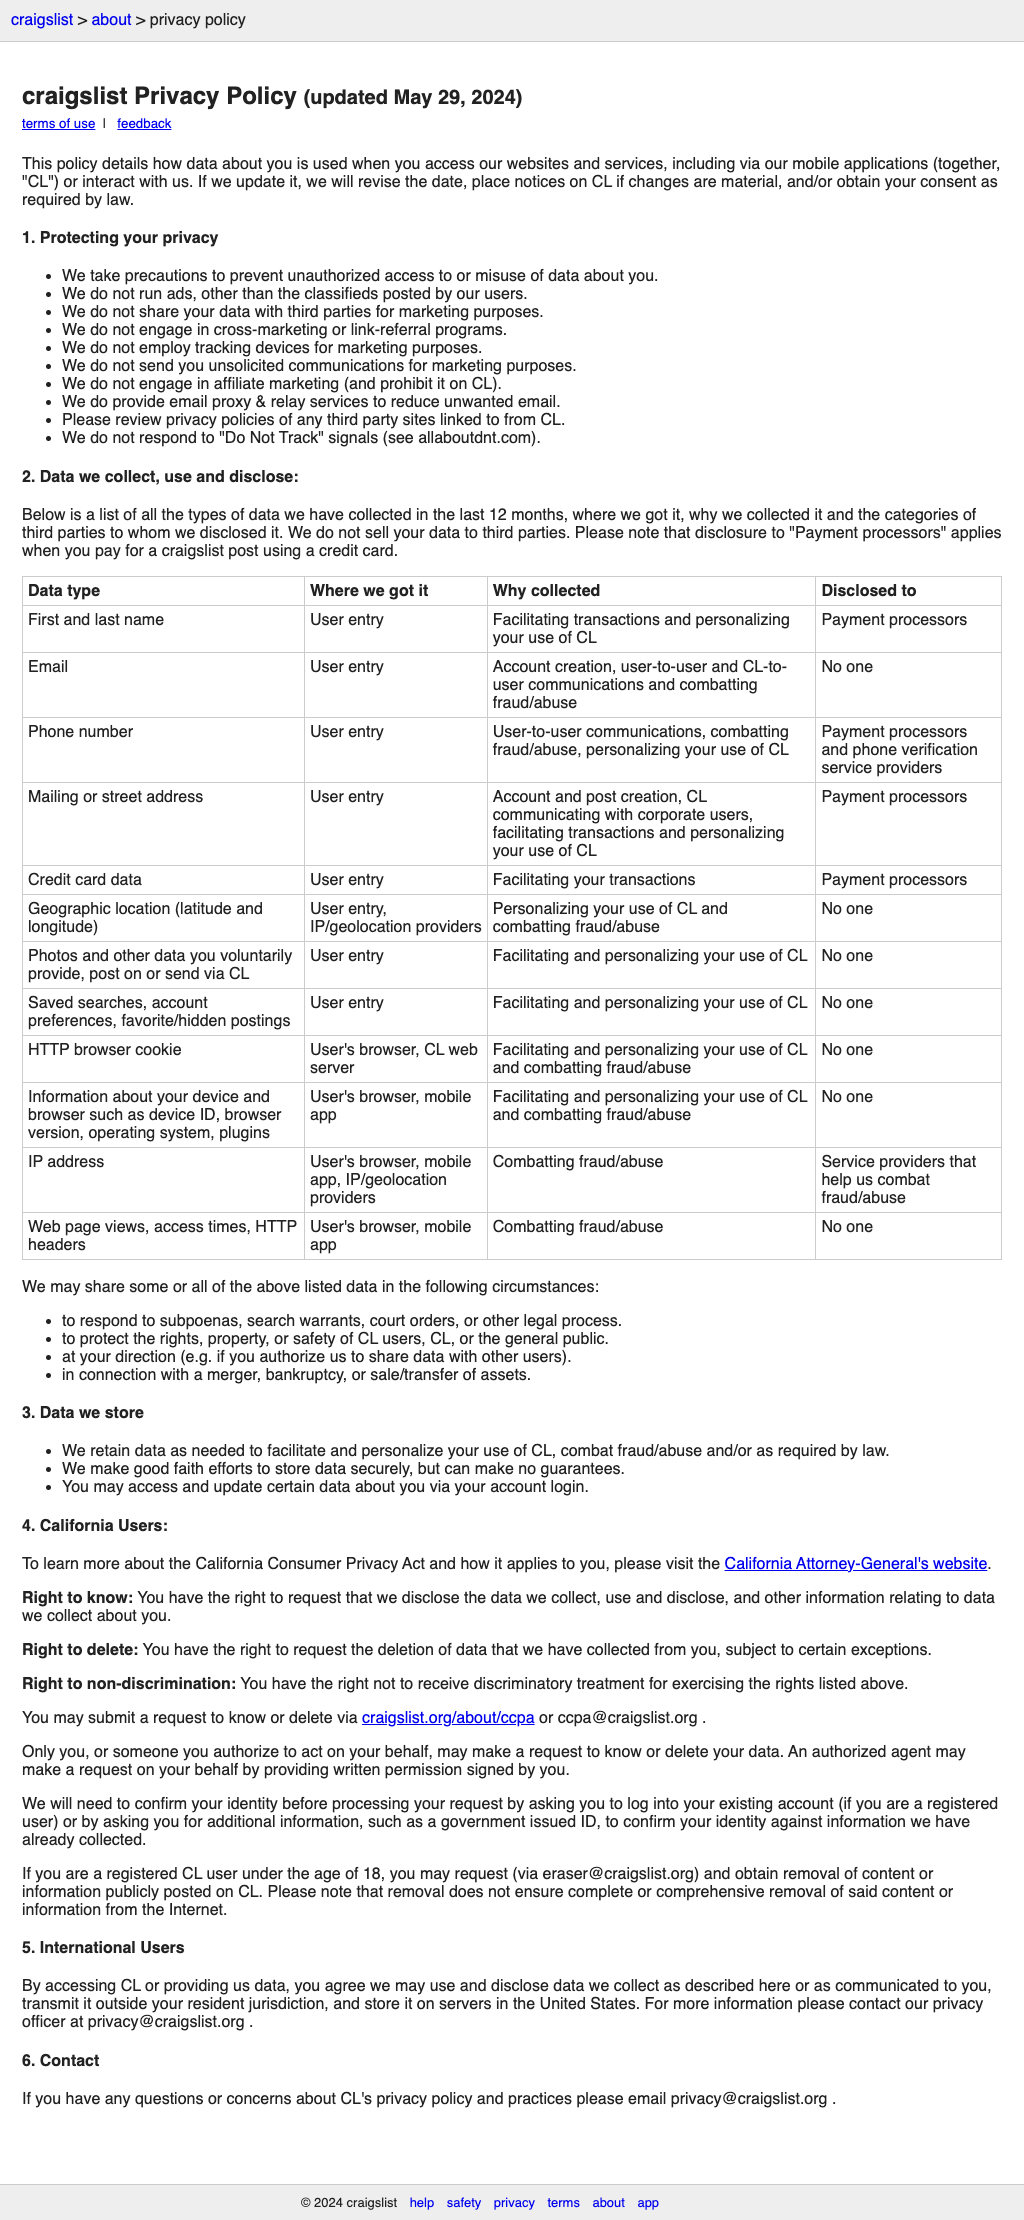 craigslist > about > privacy policy
craigslist Privacy Policy (updated May 29, 2024)
terms of use | feedback
This policy details how data about you is used when you access our websites and services, including via our mobile applications (together,
"CL") or interact with us. If we update it, we will revise the date, place notices on CL if changes are material, and/or obtain your consent as
required by law.
1. Protecting your privacy
• We take precautions to prevent unauthorized access to or misuse of data about you.
• We do not run ads, other than the classifieds posted by our users.
• We do not share your data with third parties for marketing purposes.
• We do not engage in cross-marketing or link-referral programs.
• We do not employ tracking devices for marketing purposes.
• We do not send you unsolicited communications for marketing purposes.
• We do not engage in affiliate marketing (and prohibit it on CL).
• We do provide email proxy & relay services to reduce unwanted email.
• Please review privacy policies of any third party sites linked to from CL.
• We do not respond to "Do Not Track" signals (see allaboutdnt.com).
2. Data we collect, use and disclose:
Below is a list of all the types of data we have collected in the last 12 months, where we got it, why we collected it and the categories of
third parties to whom we disclosed it. We do not sell your data to third parties. Please note that disclosure to "Payment processors" applies
when you pay for a craigslist post using a credit card.
Data type
Where we got it
Why collected
Disclosed to
First and last name
User entry
Facilitating transactions and personalizing
your use of CL
Payment processors
Email
User entry
Account creation, user-to-user and CL-to-
user communications and combatting
fraud/abuse
No one
Phone number
User entry
User-to-user communications, combatting
fraud/abuse, personalizing your use of CL
Payment processors
and phone verification
service providers
Mailing or street address
User entry
Account and post creation, CL
communicating with corporate users,
facilitating transactions and personalizing
your use of CL
Payment processors
Credit card data
User entry
Facilitating your transactions
Payment processors
Geographic location (latitude and
longitude)
User entry,
IP/geolocation providers
Personalizing your use of CL and
combatting fraud/abuse
No one
Photos and other data you voluntarily
provide, post on or send via CL
User entry
Facilitating and personalizing your use of CL
No one
Saved searches, account
preferences, favorite/hidden postings
User entry
Facilitating and personalizing your use of CL
No one
HTTP browser cookie
User's browser, CL web
server
Facilitating and personalizing your use of CL
and combatting fraud/abuse
No one
Information about your device and
browser such as device ID, browser
version, operating system, plugins
User's browser, mobile
app
Facilitating and personalizing your use of CL
and combatting fraud/abuse
No one
IP address
User's browser, mobile
app, IP/geolocation
providers
Combatting fraud/abuse
Service providers that
help us combat
fraud/abuse
Web page views, access times, HTTP
headers
User's browser, mobile
app
Combatting fraud/abuse
No one
We may share some or all of the above listed data in the following circumstances:
• to respond to subpoenas, search warrants, court orders, or other legal process.
• to protect the rights, property, or safety of CL users, CL, or the general public.
• at your direction (e.g. if you authorize us to share data with other users).
• in connection with a merger, bankruptcy, or sale/transfer of assets.
3. Data we store
• We retain data as needed to facilitate and personalize your use of CL, combat fraud/abuse and/or as required by law.
• We make good faith efforts to store data securely, but can make no guarantees.
• You may access and update certain data about you via your account login.
4. California Users:
To learn more about the California Consumer Privacy Act and how it applies to you, please visit the California Attorney-General's website.
Right to know: You have the right to request that we disclose the data we collect, use and disclose, and other information relating to data
we collect about you.
Right to delete: You have the right to request the deletion of data that we have collected from you, subject to certain exceptions.
Right to non-discrimination: You have the right not to receive discriminatory treatment for exercising the rights listed above.
You may submit a request to know or delete via craigslist.org/about/ccpa or ccpa@craigslist.org .
Only you, or someone you authorize to act on your behalf, may make a request to know or delete your data. An authorized agent may
make a request on your behalf by providing written permission signed by you.
We will need to confirm your identity before processing your request by asking you to log into your existing account (if you are a registered
user) or by asking you for additional information, such as a government issued ID, to confirm your identity against information we have
already collected.
If you are a registered CL user under the age of 18, you may request (via eraser@craigslist.org) and obtain removal of content or
information publicly posted on CL. Please note that removal does not ensure complete or comprehensive removal of said content or
information from the Internet.
5. International Users
By accessing CL or providing us data, you agree we may use and disclose data we collect as described here or as communicated to you,
transmit it outside your resident jurisdiction, and store it on servers in the United States. For more information please contact our privacy
officer at privacy@craigslist.org .
6. Contact
If you have any questions or concerns about CL's privacy policy and practices please email privacy@craigslist.org .
© 2024 craigslist help safety privacy terms about app